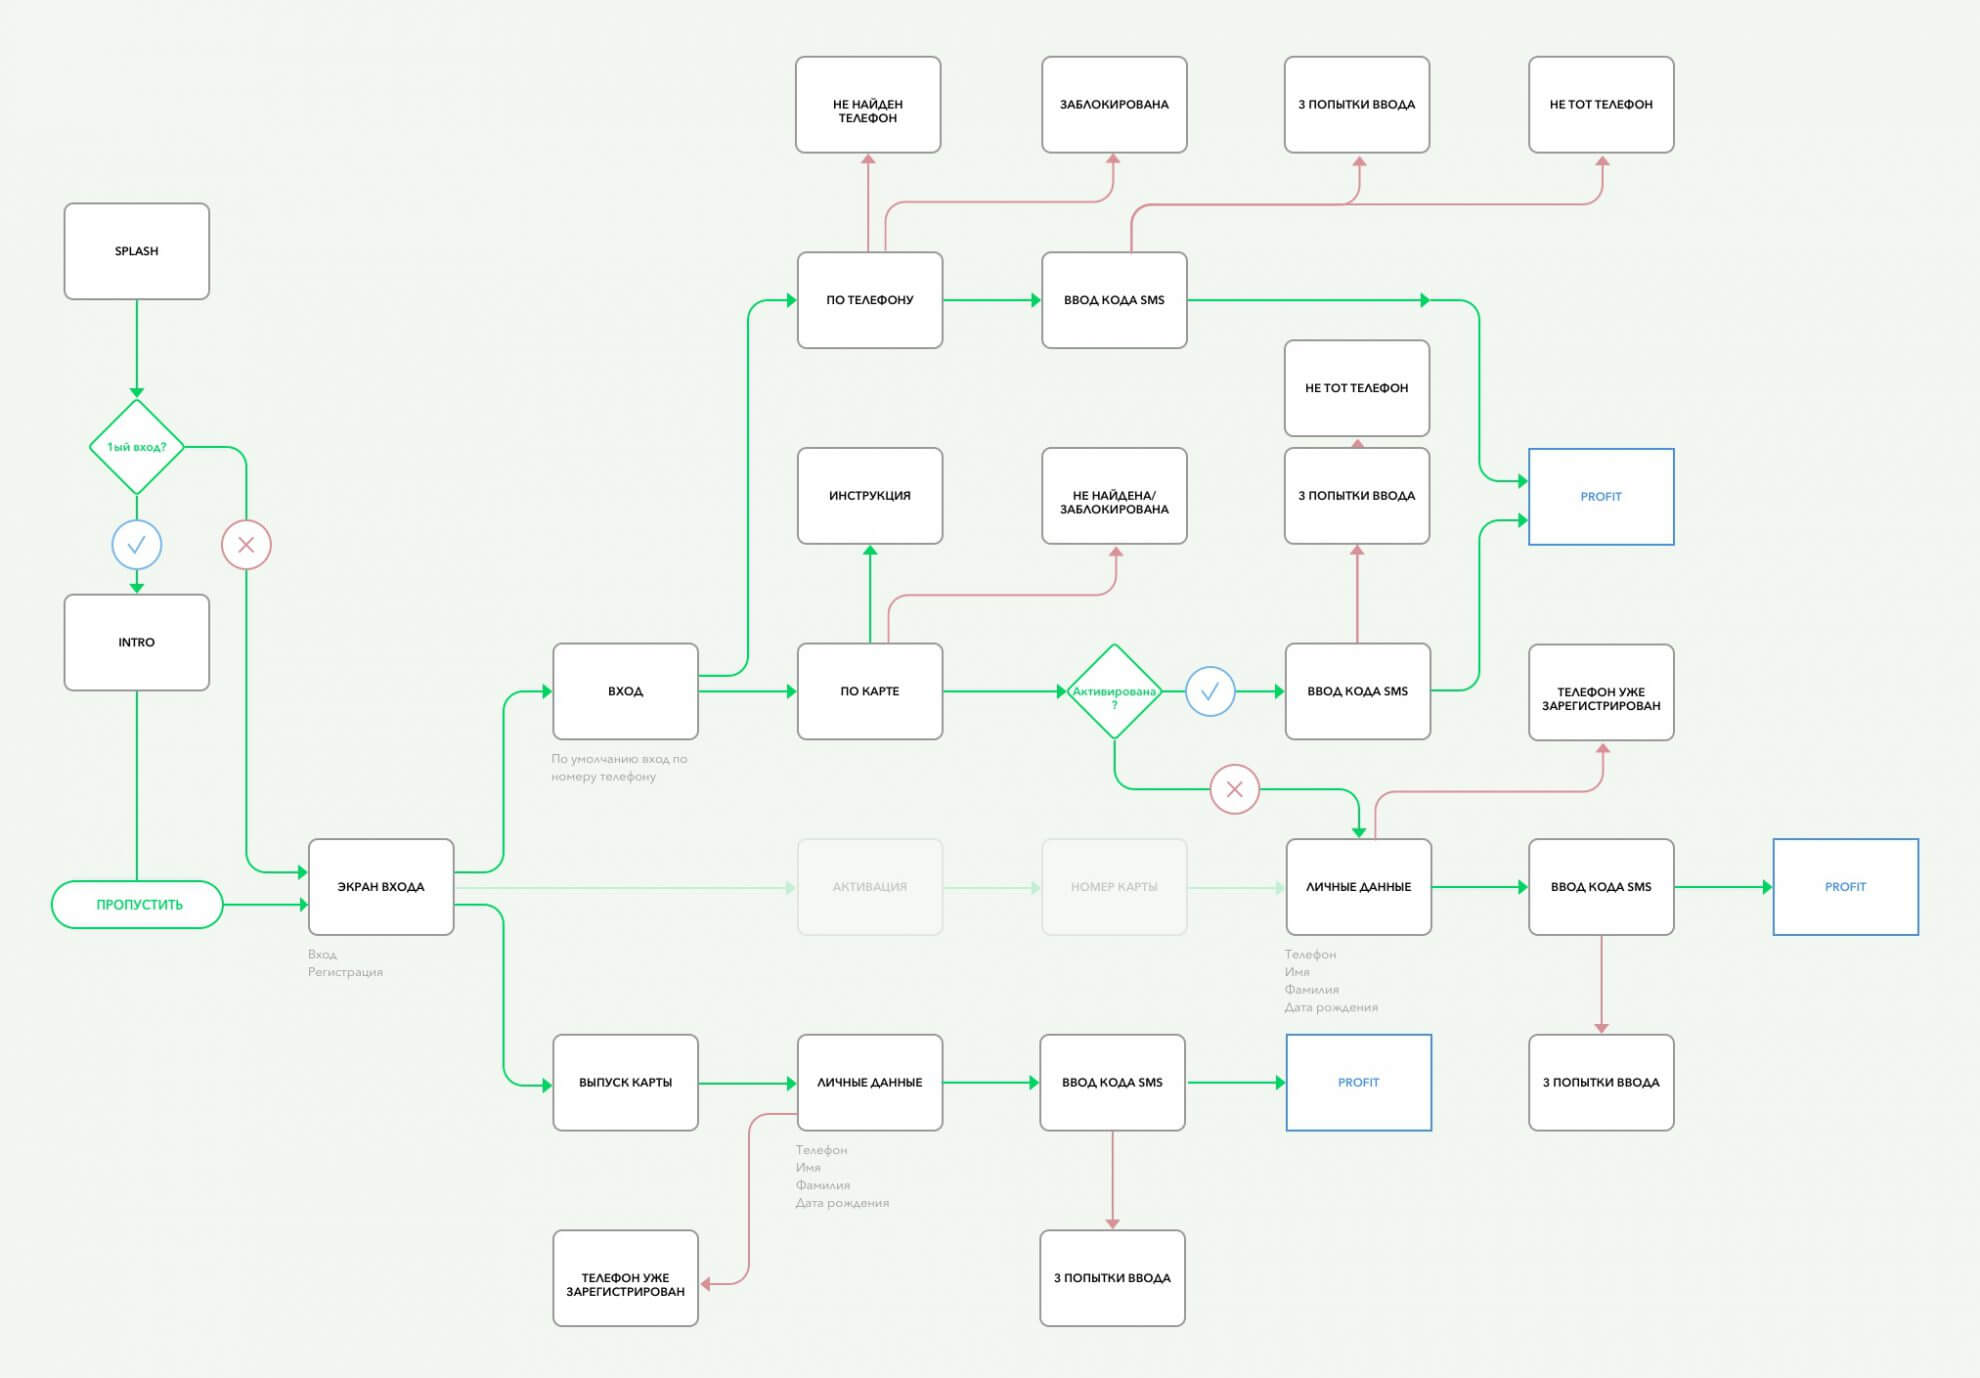 НЕ НАЙДЕН
ТЕЛЕФОН
ЗАБЛОКИРОВАНА
3 ПОПЫТКИ ВВОДА
НЕ ТОТ ТЕЛЕФОН
SPLASH
ПО ТЕЛЕФОНУ
ВВОД КОДА SMS
НЕ ТОТ ТЕЛЕФОН
1ый вход?
ИНСТРУКЦИЯ
НЕ НАЙДЕНА/
ЗАБЛОКИРОВАНА
3 ПОПЫТКИ ВВОДА
PROFIT
INTRO
ВХОД
По умолчанию вход по
номеру телефону
ПО КАРТЕ
Активирована
?
ВВОД КОДА SMS
ТЕЛЕФОН УЖЕ
ЗАРЕГИСТРИРОВАН
ПРОПУСТИТЬ
ЭКРАН ВХОДА
Вход
Регистрация
АКТИВАЦИЯ
НОМЕР КАРТЫ
ЛИЧНЫЕ ДАННЫЕ
Телефон
Имя
Фамилия
Дата рождения
ВВОД КОДА SMS
PROFIT
ВЫПУСК КАРТЫ
ЛИЧНЫЕ ДАННЫЕ
Телефон
Имя
Фамилия
Дата рождения
ВВОД КОДА SMS
PROFIT
3 ПОПЫТКИ ВВОДА
ТЕЛЕФОН УЖЕ
ЗАРЕГИСТРИРОВАН
3 ПОПЫТКИ ВВОДА